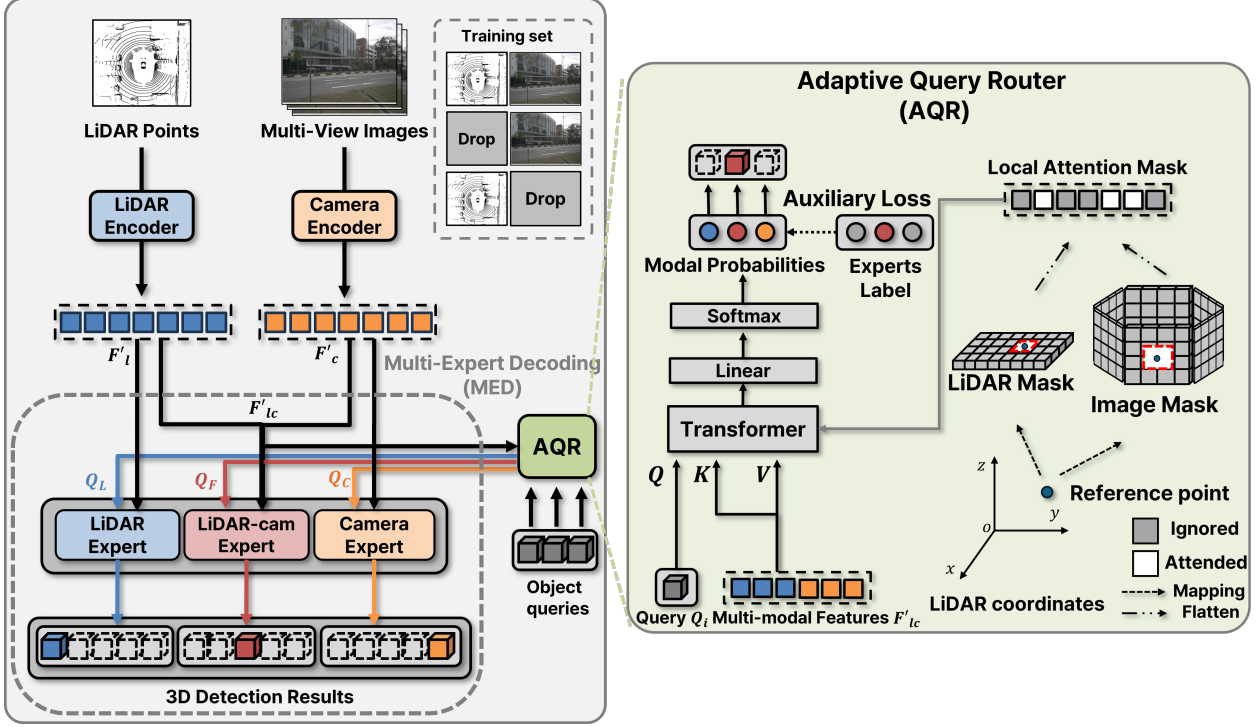 LiDAR Points
Multi-View Images
Training set
Drop
Drop
LiDAR
Encoder
Camera
Encoder
F'l
F'c
Multi-Expert Decoding
(MED)
F'lc
AQR
QL
QF
QC
LiDAR
Expert
LiDAR-cam
Expert
Camera
Expert
Object
queries
3D Detection Results
Adaptive Query Router
(AQR)
Local Attention Mask
Auxiliary Loss
Modal Probabilities
Experts
Label
Softmax
Linear
Transformer
LiDAR Mask
Image Mask
Q
K
V
z
Reference point
y
o
x
Ignored
Attended
Mapping
Flatten
LiDAR coordinates
Query Qi
Multi-modal Features F'lc